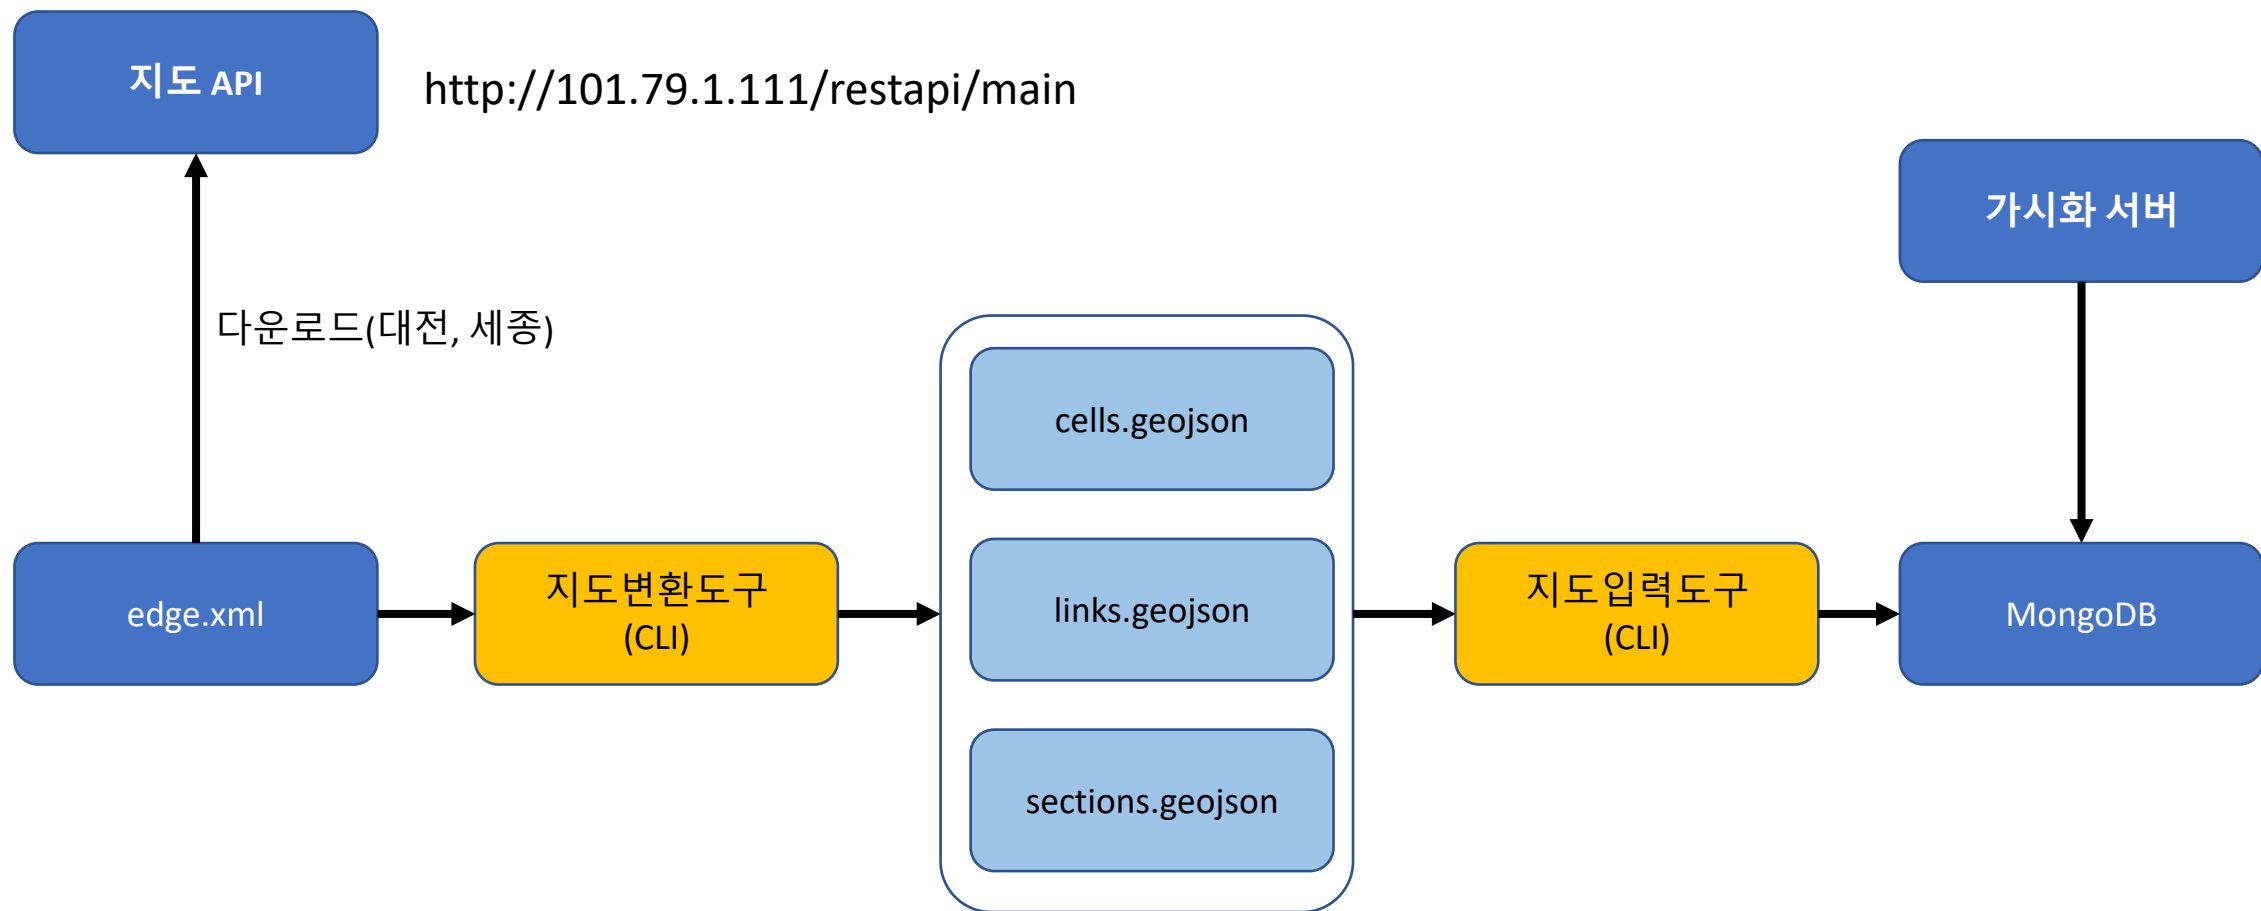 지도 API
http://101.79.1.111/restapi/main
가시화 서버
다운로드(대전, 세종)
cells.geojson
edge.xml
지도변환도구
(CLI)
links.geojson
지도입력도구
(CLI)
MongoDB
sections.geojson